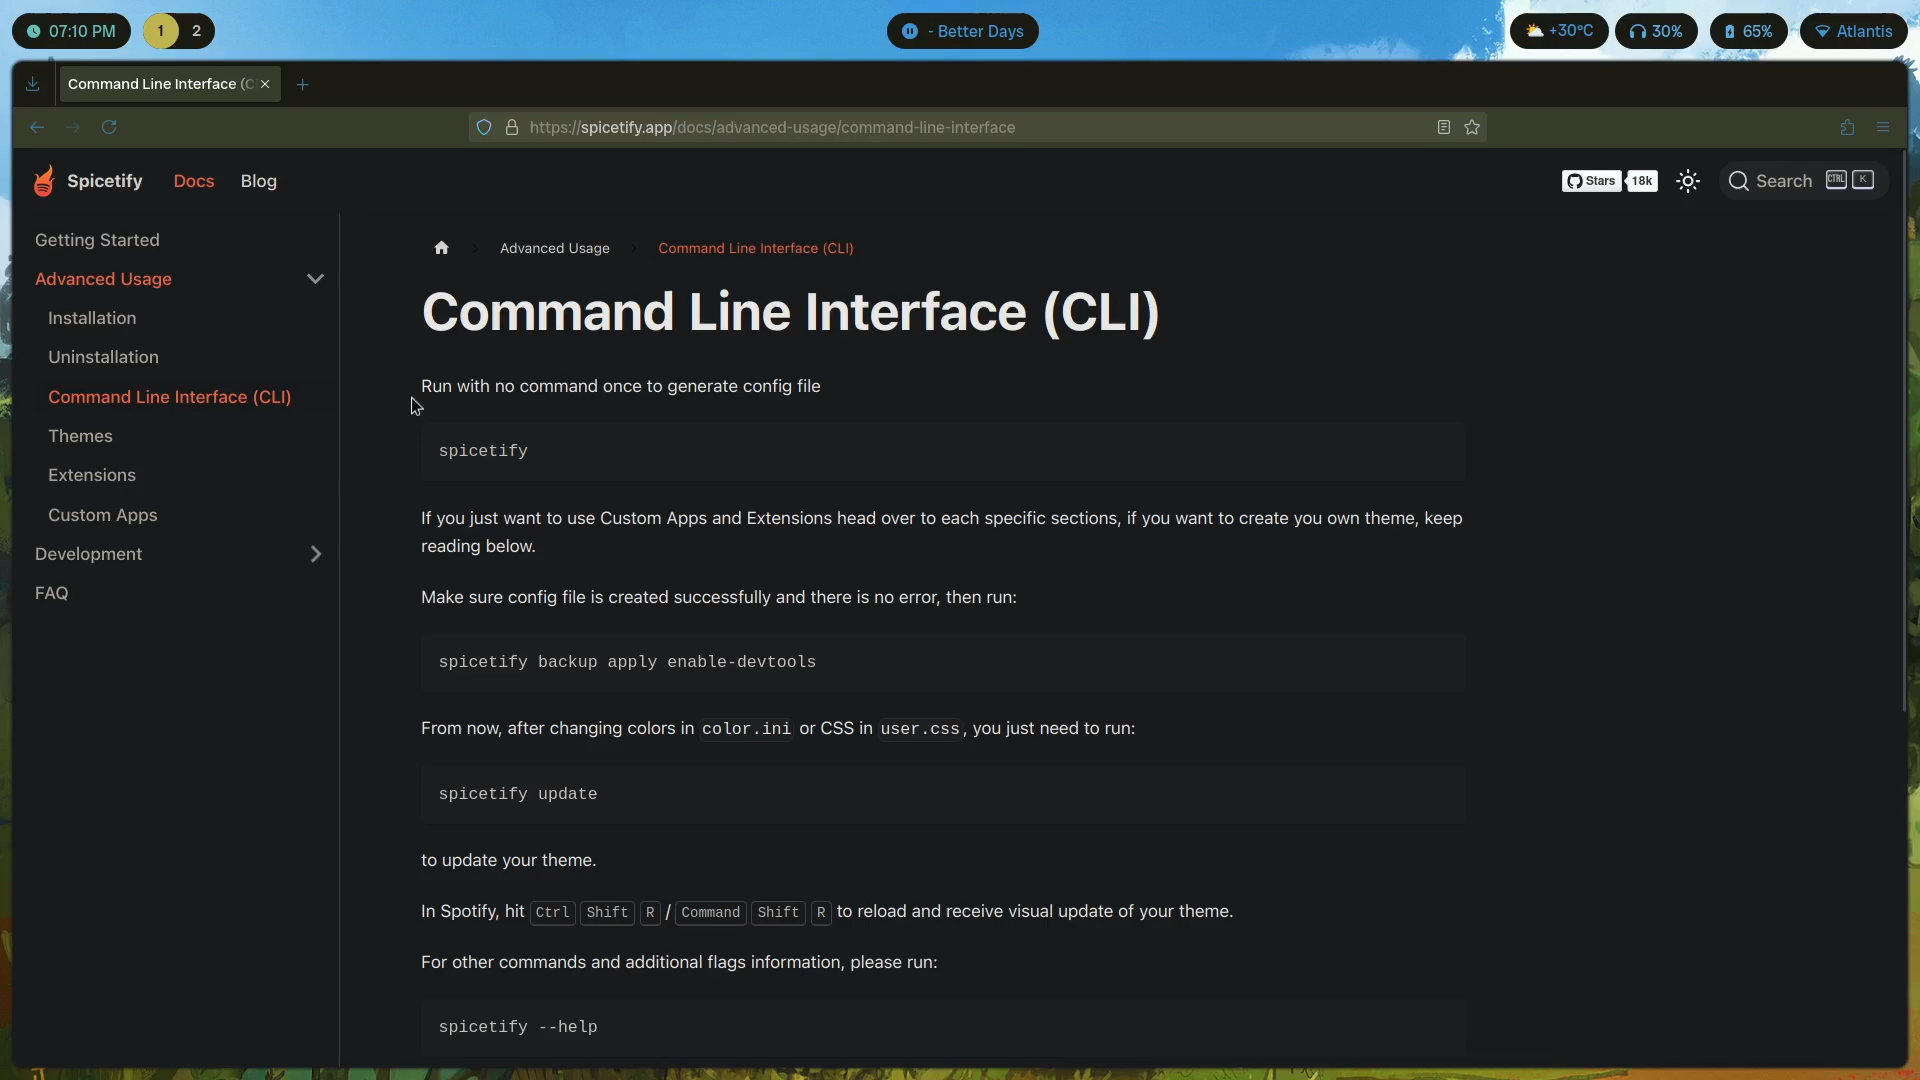 07:10 PM 1 2 - Better Days +30°C 30% 65% Atlantis
Command Line Interface (C
https://spicetify.app/docs/advanced-usage/command-line-interface
Spicetify Docs Blog Stars 18k Search CTRL K
Getting Started
Advanced Usage
Installation
Uninstallation
Command Line Interface (CLI)
Themes
Extensions
Custom Apps
Development
FAQ
Advanced Usage Command Line Interface (CLI)
Command Line Interface (CLI)
Run with no command once to generate config file
spicetify
If you just want to use Custom Apps and Extensions head over to each specific sections, if you want to create you own theme, keep
reading below.
Make sure config file is created successfully and there is no error, then run:
spicetify backup apply enable-devtools
From now, after changing colors in color.ini or CSS in user.css, you just need to run:
spicetify update
to update your theme.
In Spotify, hit Ctrl Shift R / Command Shift R to reload and receive visual update of your theme.
For other commands and additional flags information, please run:
spicetify --help